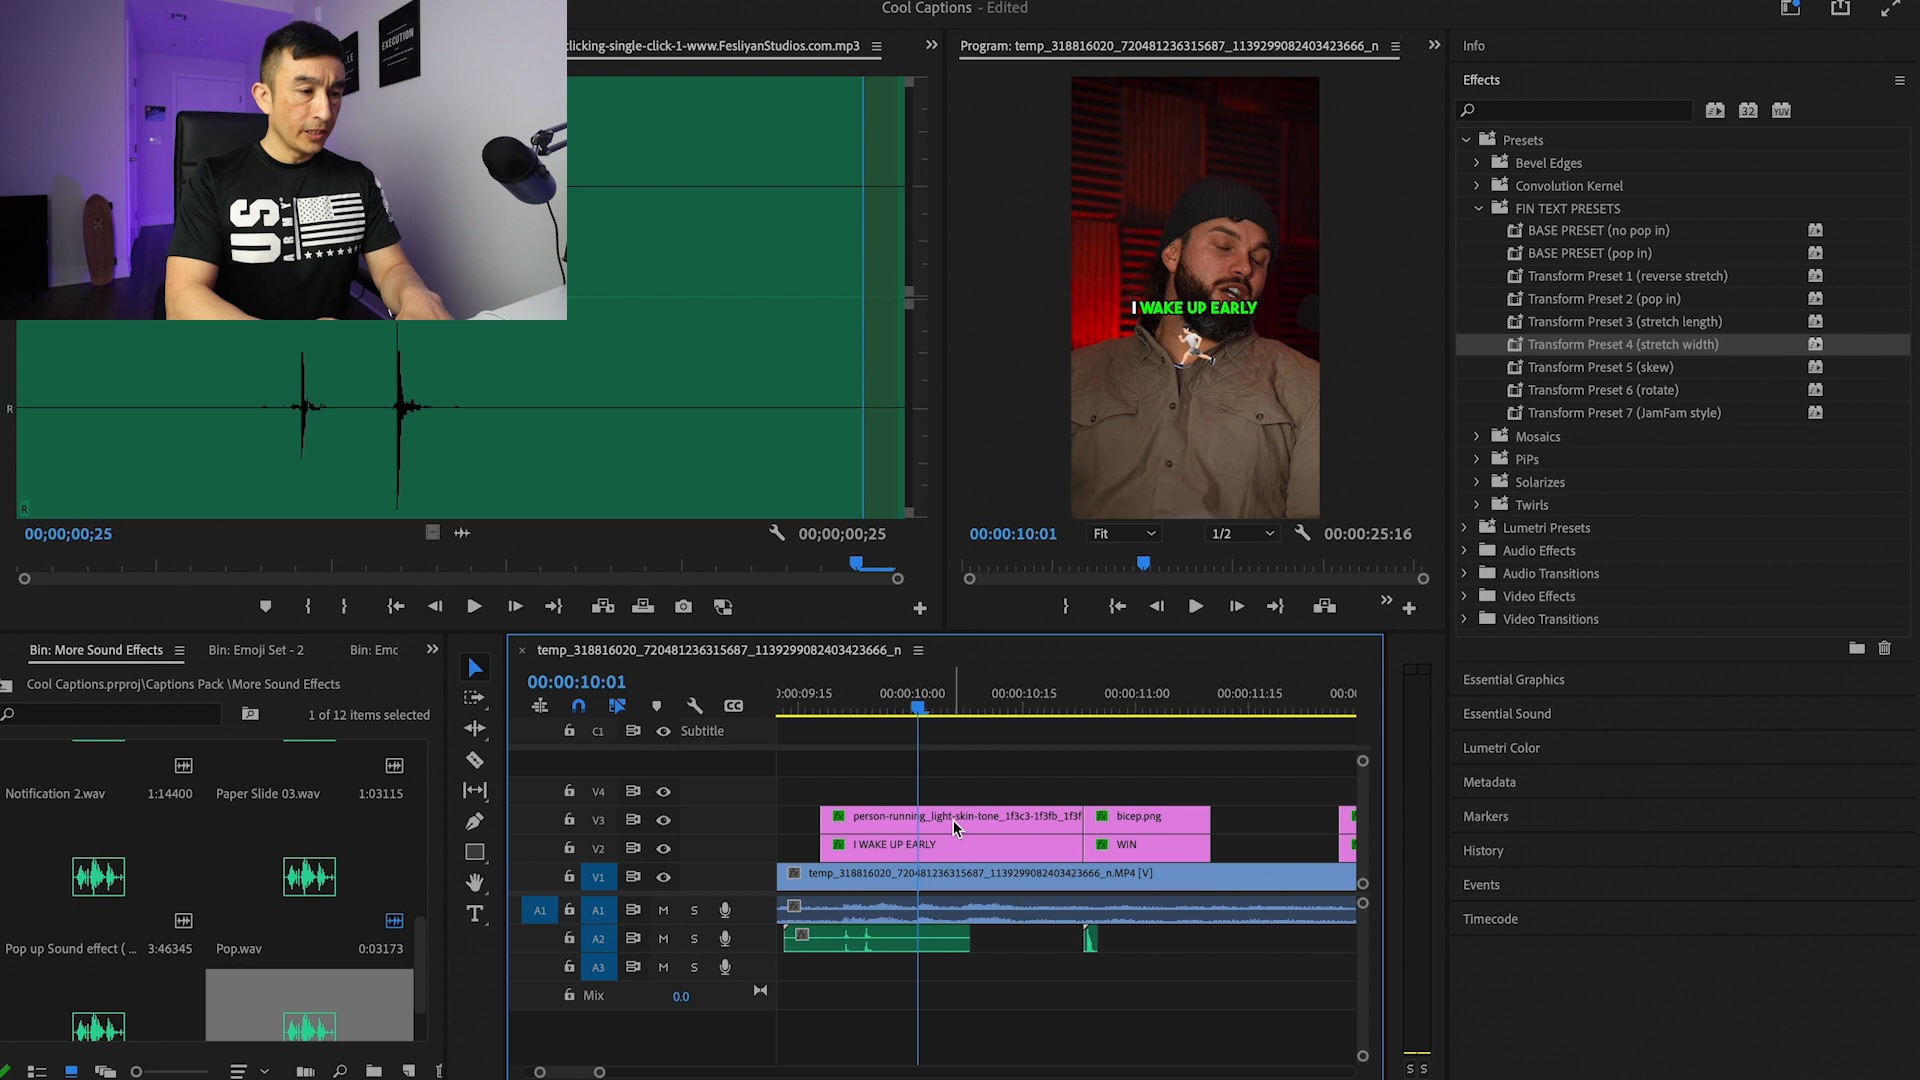 Cool Captions - Edited
clicking-single-click-1-www.FesliyanStudios.com.mp3
Program: temp_318816020_720481236315687_1139299082403423666_n
EXECUTION
US
ARMY
R
R
00;00;00;25
00;00;00;25
I WAKE UP EARLY
00:00:10:01
Fit
1/2
00:00:25:16
Info
Effects
32
YUV
Presets
Bevel Edges
Convolution Kernel
FIN TEXT PRESETS
BASE PRESET (no pop in)
BASE PRESET (pop in)
Transform Preset 1 (reverse stretch)
Transform Preset 2 (pop in)
Transform Preset 3 (stretch length)
Transform Preset 4 (stretch width)
Transform Preset 5 (skew)
Transform Preset 6 (rotate)
Transform Preset 7 (JamFam style)
Mosaics
PiPs
Solarizes
Twirls
Lumetri Presets
Audio Effects
Audio Transitions
Video Effects
Video Transitions
Essential Graphics
Essential Sound
Lumetri Color
Metadata
Markers
History
Events
Timecode
Bin: More Sound Effects
Bin: Emoji Set - 2
Bin: Emc
Cool Captions.prproj\Captions Pack \More Sound Effects
1 of 12 items selected
Notification 2.wav 1:14400
Paper Slide 03.wav 1:03115
Pop up Sound effect ( ... 3:46345
Pop.wav 0:03173
temp_318816020_720481236315687_1139299082403423666_n
00:00:10:01
:00:09:15 00:00:10:00 00:00:10:15 00:00:11:00 00:00:11:15 00:00
CC
C1 Subtitle
V4
V3 person-running_light-skin-tone_1f3c3-1f3fb_1f3f bicep.png
V2 I WAKE UP EARLY WIN
V1 temp_318816020_720481236315687_1139299082403423666_n.MP4 [V]
A1 A1 M S
A2 M S
A3 M S
Mix 0.0
S S